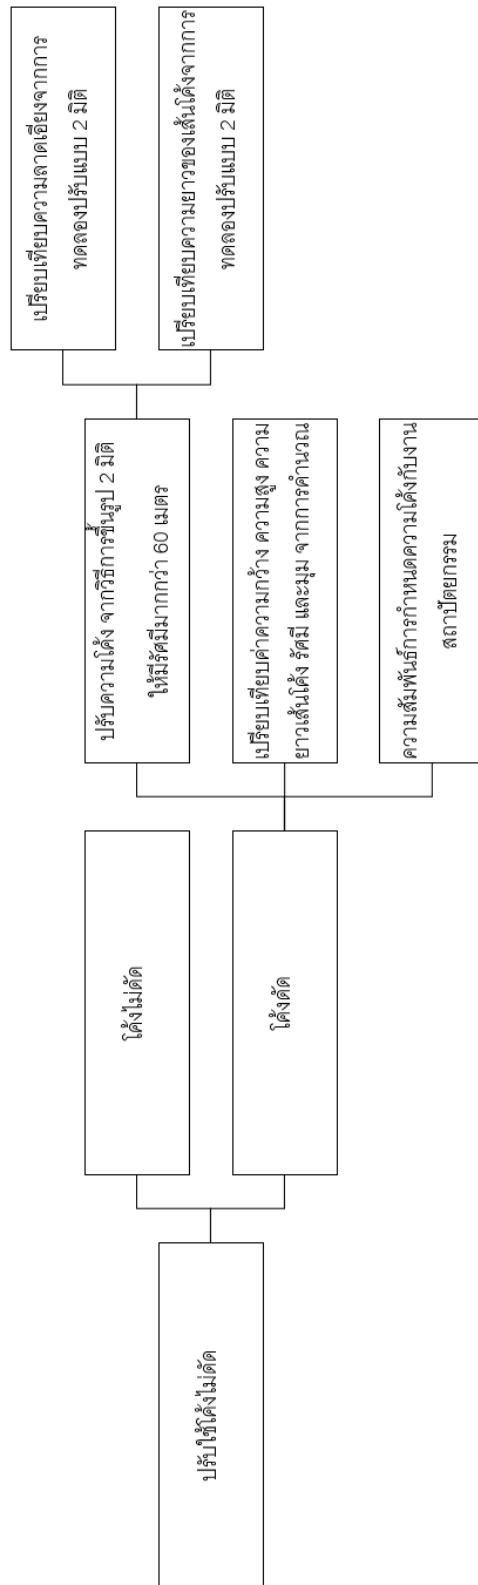 ปรับใช้โค้งไม่ดัด
โค้งไม่ดัด
โค้งดัด
ปรับความโค้ง จากวิธีการขึ้นรูป 2 มิติ
ให้มีรัศมีมากกว่า 60 เมตร
เปรียบเทียบค่าความกว้าง ความสูง ความ
ยาวเส้นโค้ง รัศมี และมุม จากการคำนวณ
ความสัมพันธ์การกำหนดความโค้งกับงาน
สถาปัตยกรรม
เปรียบเทียบความลาดเอียงจากการ
ทดลองปรับแบบ 2 มิติ
เปรียบเทียบความยาวของเส้นโค้งจากการ
ทดลองปรับแบบ 2 มิติ